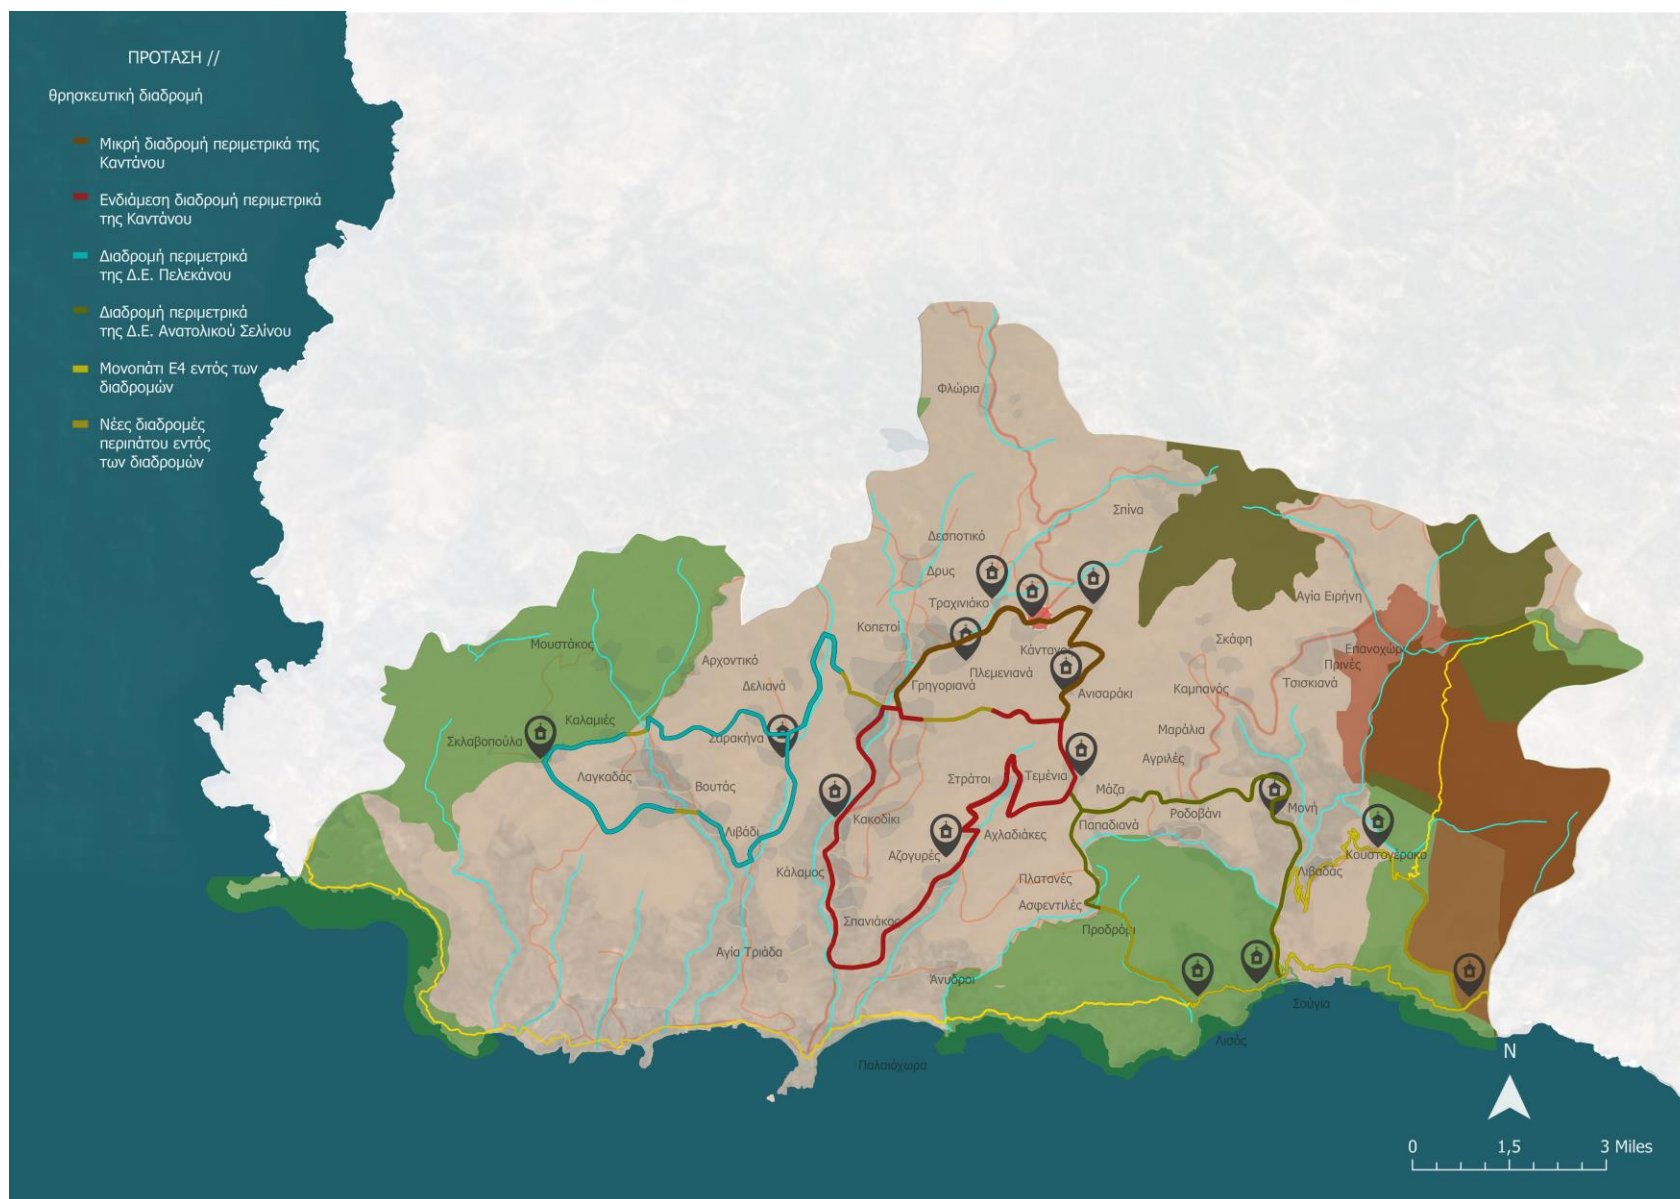 ΠΡΟΤΑΣΗ //
θρησκευτική διαδρομή
Μικρή διαδρομή περιμετρικά της
Καντάνου
Ενδιάμεση διαδρομή περιμετρικά
της Καντάνου
Διαδρομή περιμετρικά
της Δ.Ε. Πελεκάνου
Διαδρομή περιμετρικά
της Δ.Ε. Ανατολικού Σελίνου
Μονοπάτι Ε4 εντός των
διαδρομών
Νέες διαδρομές
περιπάτου εντός
των διαδρομών
Φλώρια
Σπίνα
Δεσποτικό
Δρυς
Τραχινιάκο
Αγία Ειρήνη
Κοπετοί
Σκάφη
Μουστάκος
Κάντανο
Επανοχώρι
Αρχοντικό
Πρινές
Πλεμενιανά
Τσισκιανά
Δελιανά
Γρηγοριανά
Καμπανός
Ανισαράκι
Καλαμιές
Μαράλια
Σκλαβοπούλα
Σαρακήνα
Αγριλές
Λαγκαδάς
Στράτοι
Τεμένια
Βουτάς
Μάζα
Μονή
Ροδοβάνι
Κακοδίκι
Παπαδιανά
Λιβάδι
Αχλαδιάκες
Αζογυρές
Κουστογέρακο
Κάλαμος
Λιβαδάς
Πλατανές
Ασφεντιλές
Σπανιάκος
Προδρόμι
Αγία Τριάδα
Άνυδροι
Σούγια
Λισός
Παλαιόχωρα
N
0 1,5 3 Miles